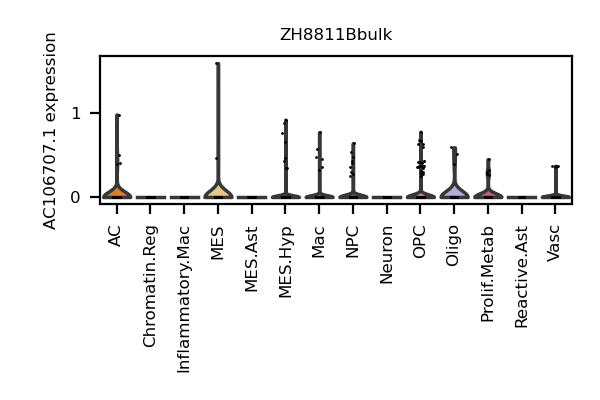 ZH8811Bbulk
AC106707.1 expression
1
0
AC
Chromatin.Reg
Inflammatory.Mac
MES
MES.Ast
MES.Hyp
Mac
NPC
Neuron
OPC
Oligo
Prolif.Metab
Reactive.Ast
Vasc